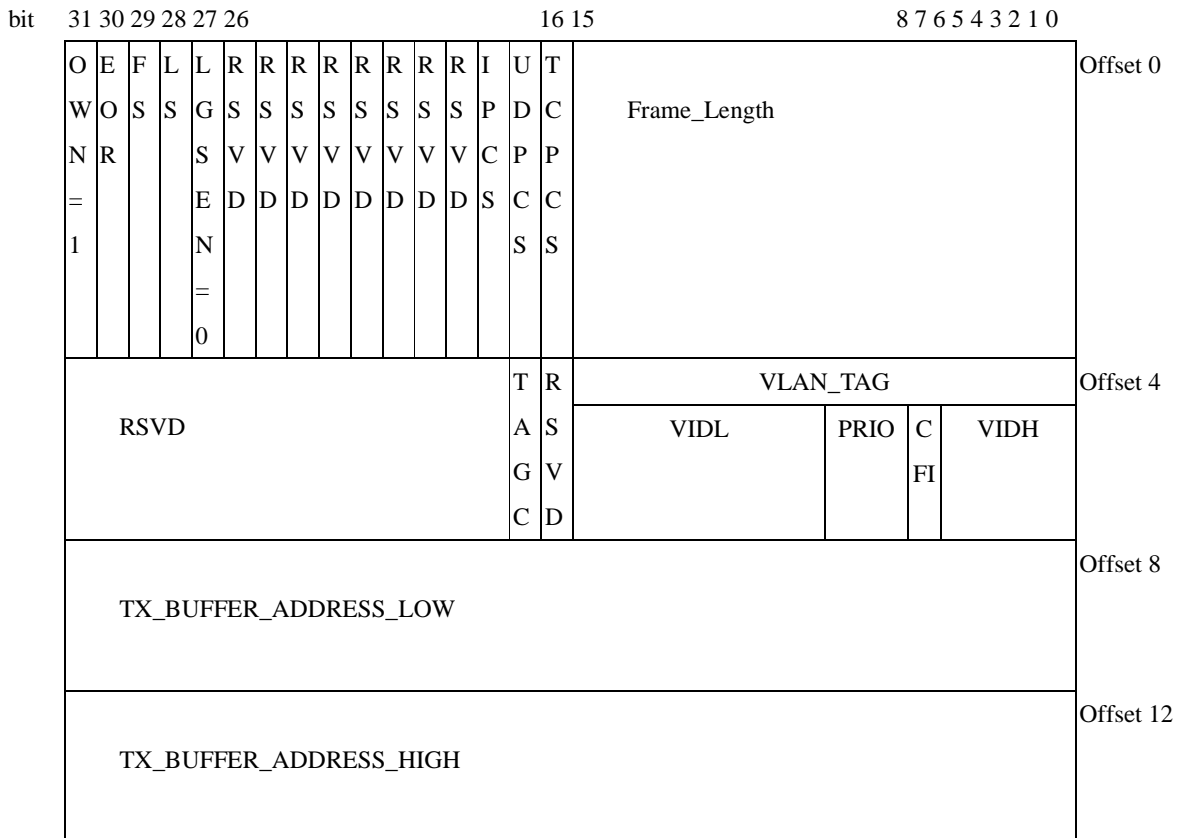 bit 31 30 29 28 27 26 16 15 8 7 6 5 4 3 2 1 0
O E F L L R R R R R R R R I U T Offset 0
W O S S G S S S S S S S S P D C Frame_Length
N R S V V V V V V V V C P P
= E D D D D D D D D S C C
1 N S S
=
0
T R VLAN_TAG Offset 4
RSVD A S VIDL PRIO C VIDH
G V FI
C D
Offset 8
TX_BUFFER_ADDRESS_LOW
Offset 12
TX_BUFFER_ADDRESS_HIGH